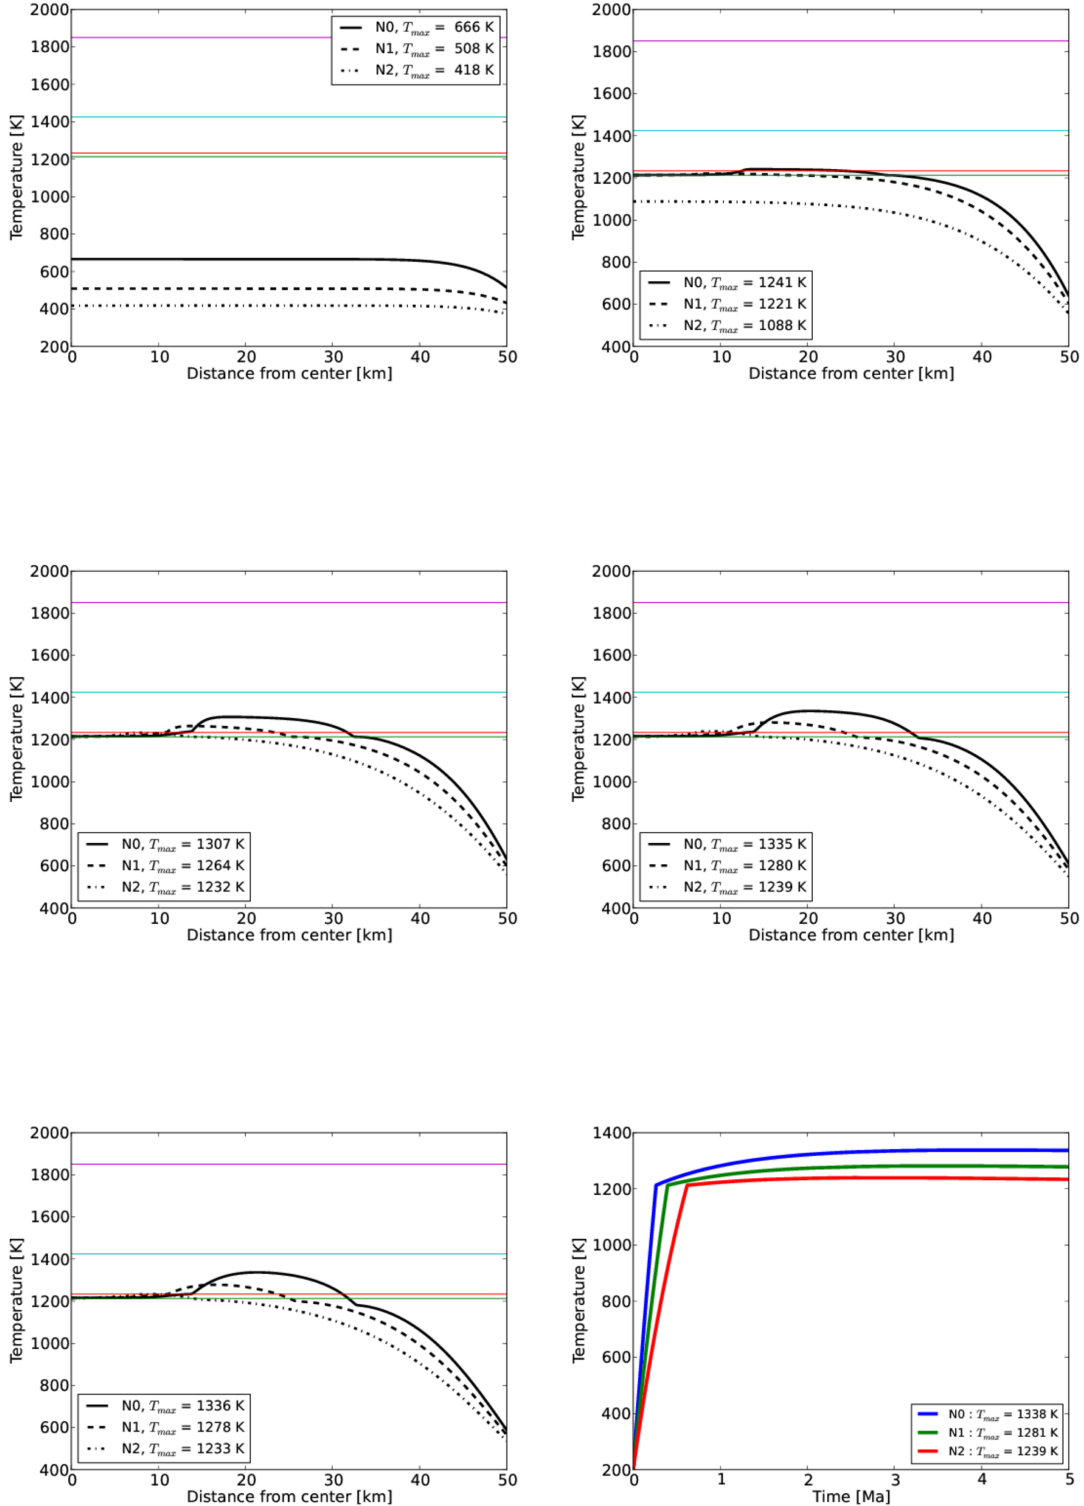 2000
1800
1600
1400
1200
1000
800
600
400
200
Temperature [K]
N0, Tmax = 666 K
N1, Tmax = 508 K
N2, Tmax = 418 K
0 10 20 30 40 50
Distance from center [km]
2000
1800
1600
1400
1200
1000
800
600
400
Temperature [K]
N0, Tmax = 1241 K
N1, Tmax = 1221 K
N2, Tmax = 1088 K
0 10 20 30 40 50
Distance from center [km]
2000
1800
1600
1400
1200
1000
800
600
400
Temperature [K]
N0, Tmax = 1307 K
N1, Tmax = 1264 K
N2, Tmax = 1232 K
0 10 20 30 40 50
Distance from center [km]
2000
1800
1600
1400
1200
1000
800
600
400
Temperature [K]
N0, Tmax = 1335 K
N1, Tmax = 1280 K
N2, Tmax = 1239 K
0 10 20 30 40 50
Distance from center [km]
2000
1800
1600
1400
1200
1000
800
600
400
Temperature [K]
N0, Tmax = 1336 K
N1, Tmax = 1278 K
N2, Tmax = 1233 K
0 10 20 30 40 50
Distance from center [km]
1400
1200
1000
800
600
400
200
Temperature [K]
N0 : Tmax = 1338 K
N1 : Tmax = 1281 K
N2 : Tmax = 1239 K
0 1 2 3 4 5
Time [Ma]